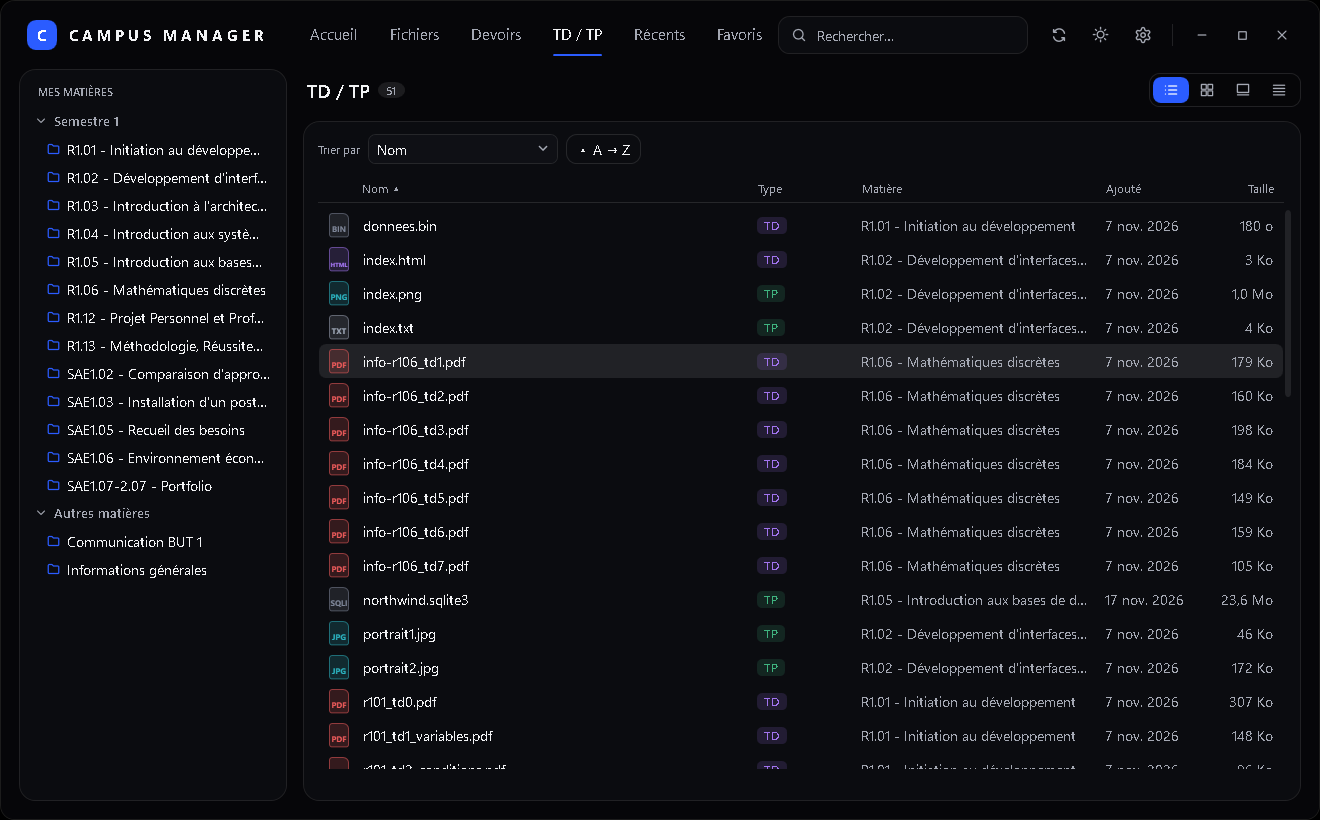 C CAMPUS MANAGER Accueil Fichiers Devoirs TD / TP Récents Favoris Rechercher...
MES MATIÈRES
Semestre 1
R1.01 - Initiation au développe...
R1.02 - Développement d'interf...
R1.03 - Introduction à l'architec...
R1.04 - Introduction aux systè...
R1.05 - Introduction aux bases...
R1.06 - Mathématiques discrètes
R1.12 - Projet Personnel et Prof...
R1.13 - Méthodologie, Réussite...
SAE1.02 - Comparaison d'appro...
SAE1.03 - Installation d'un post...
SAE1.05 - Recueil des besoins
SAE1.06 - Environnement écon...
SAE1.07-2.07 - Portfolio
Autres matières
Communication BUT 1
Informations générales
TD / TP 51
Trier par Nom A → Z
Nom Type Matière Ajouté Taille
BIN donnees.bin TD R1.01 - Initiation au développement 7 nov. 2026 180 o
HTML index.html TD R1.02 - Développement d'interfaces... 7 nov. 2026 3 Ko
PNG index.png TP R1.02 - Développement d'interfaces... 7 nov. 2026 1,0 Mo
TXT index.txt TP R1.02 - Développement d'interfaces... 7 nov. 2026 4 Ko
PDF info-r106_td1.pdf TD R1.06 - Mathématiques discrètes 7 nov. 2026 179 Ko
PDF info-r106_td2.pdf TD R1.06 - Mathématiques discrètes 7 nov. 2026 160 Ko
PDF info-r106_td3.pdf TD R1.06 - Mathématiques discrètes 7 nov. 2026 198 Ko
PDF info-r106_td4.pdf TD R1.06 - Mathématiques discrètes 7 nov. 2026 184 Ko
PDF info-r106_td5.pdf TD R1.06 - Mathématiques discrètes 7 nov. 2026 149 Ko
PDF info-r106_td6.pdf TD R1.06 - Mathématiques discrètes 7 nov. 2026 159 Ko
PDF info-r106_td7.pdf TD R1.06 - Mathématiques discrètes 7 nov. 2026 105 Ko
SQLI northwind.sqlite3 TP R1.05 - Introduction aux bases de d... 17 nov. 2026 23,6 Mo
JPG portrait1.jpg TP R1.02 - Développement d'interfaces... 7 nov. 2026 46 Ko
JPG portrait2.jpg TP R1.02 - Développement d'interfaces... 7 nov. 2026 172 Ko
PDF r101_td0.pdf TD R1.01 - Initiation au développement 7 nov. 2026 307 Ko
PDF r101_td1_variables.pdf TD R1.01 - Initiation au développement 7 nov. 2026 148 Ko
TD R1.01 - Initiation au développement 7 nov. 2026